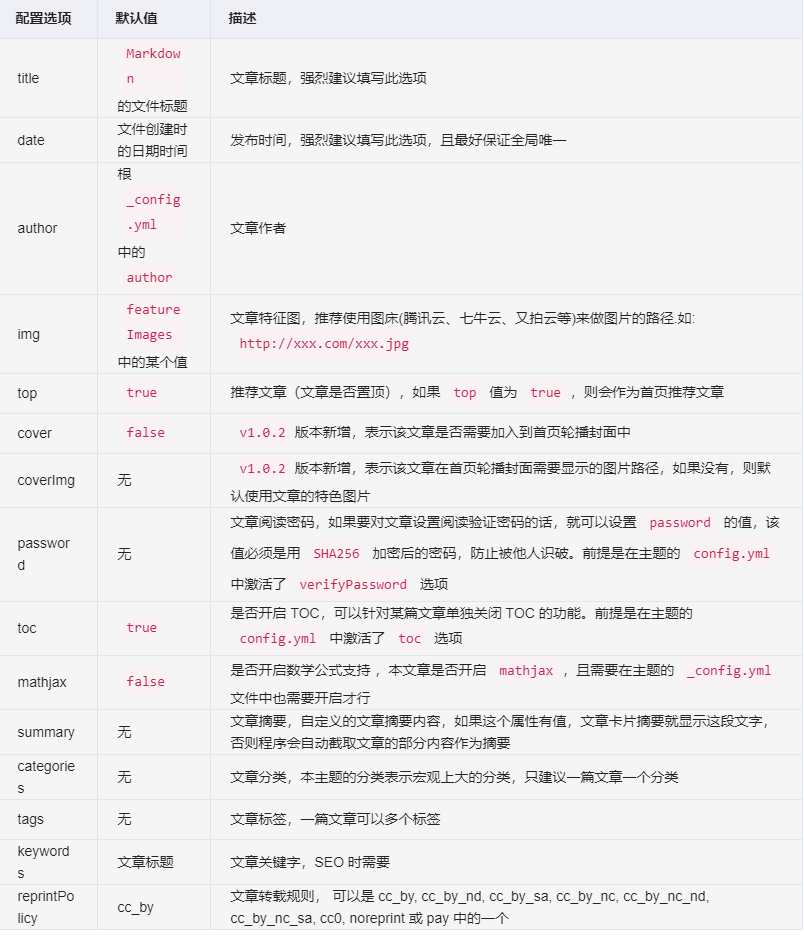 配置选项 默认值 描述
title Markdow
n
的文件标题 文章标题，强烈建议填写此选项
date 文件创建时
的日期时间 发布时间，强烈建议填写此选项，且最好保证全局唯一
author 根
_config
.yml
中的
author 文章作者
img feature
Images
中的某个值 文章特征图，推荐使用图床(腾讯云、七牛云、又拍云等)来做图片的路径.如:
http://xxx.com/xxx.jpg
top true 推荐文章（文章是否置顶），如果 top 值为 true ，则会作为首页推荐文章
cover false v1.0.2 版本新增，表示该文章是否需要加入到首页轮播封面中
coverImg 无 v1.0.2 版本新增，表示该文章在首页轮播封面需要显示的图片路径，如果没有，则默
认使用文章的特色图片
passwor
d 无 文章阅读密码，如果要对文章设置阅读验证密码的话，就可以设置 password 的值，该
值必须是用 SHA256 加密后的密码，防止被他人识破。前提是在主题的 config.yml
中激活了 verifyPassword 选项
toc true 是否开启 TOC，可以针对某篇文章单独关闭 TOC 的功能。前提是在主题的
config.yml 中激活了 toc 选项
mathjax false 是否开启数学公式支持 ，本文章是否开启 mathjax ，且需要在主题的 _config.yml
文件中也需要开启才行
summary 无 文章摘要，自定义的文章摘要内容，如果这个属性有值，文章卡片摘要就显示这段文字，
否则程序会自动截取文章的部分内容作为摘要
categorie
s 无 文章分类，本主题的分类表示宏观上大的分类，只建议一篇文章一个分类
tags 无 文章标签，一篇文章可以多个标签
keyword
s 文章标题 文章关键字，SEO 时需要
reprintPo
licy cc_by 文章转载规则， 可以是 cc_by, cc_by_nd, cc_by_sa, cc_by_nc, cc_by_nc_nd,
cc_by_nc_sa, cc0, noreprint 或 pay 中的一个